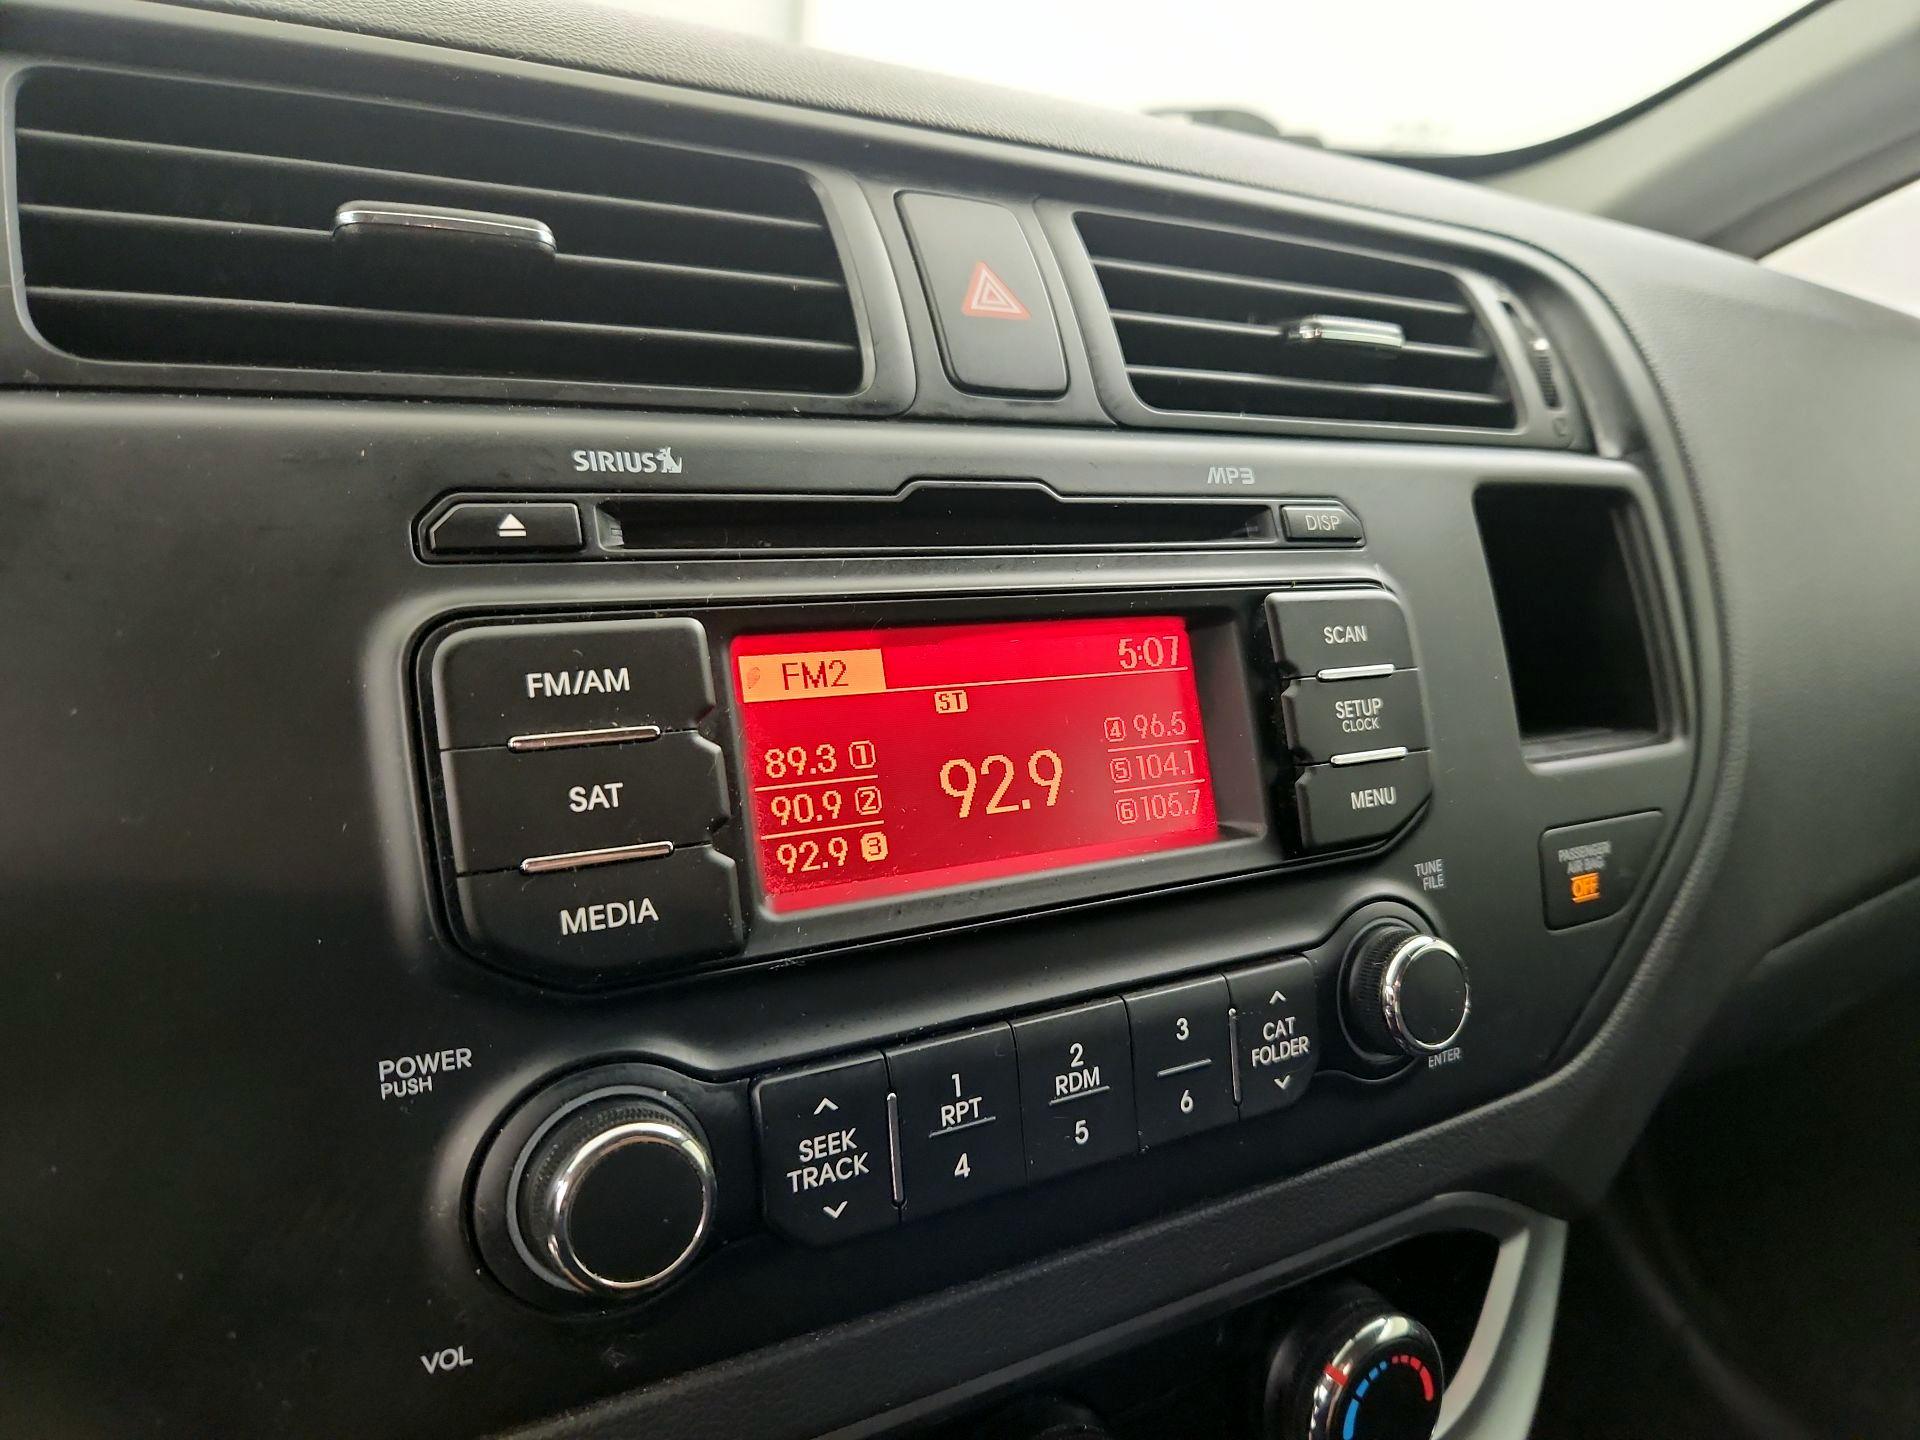 SIRIUS
MP3
DISP
FM/AM
SAT
MEDIA
FM2
5:07
ST
89.3 1
90.9 2
92.9 3
92.9
4 96.5
5 104.1
6 105.7
SCAN
SETUP
CLOCK
MENU
PASSENGER
AIR BAG
OFF
TUNE
FILE
ENTER
POWER
PUSH
VOL
SEEK
TRACK
1
RPT
4
2
RDM
5
3
6
CAT
FOLDER